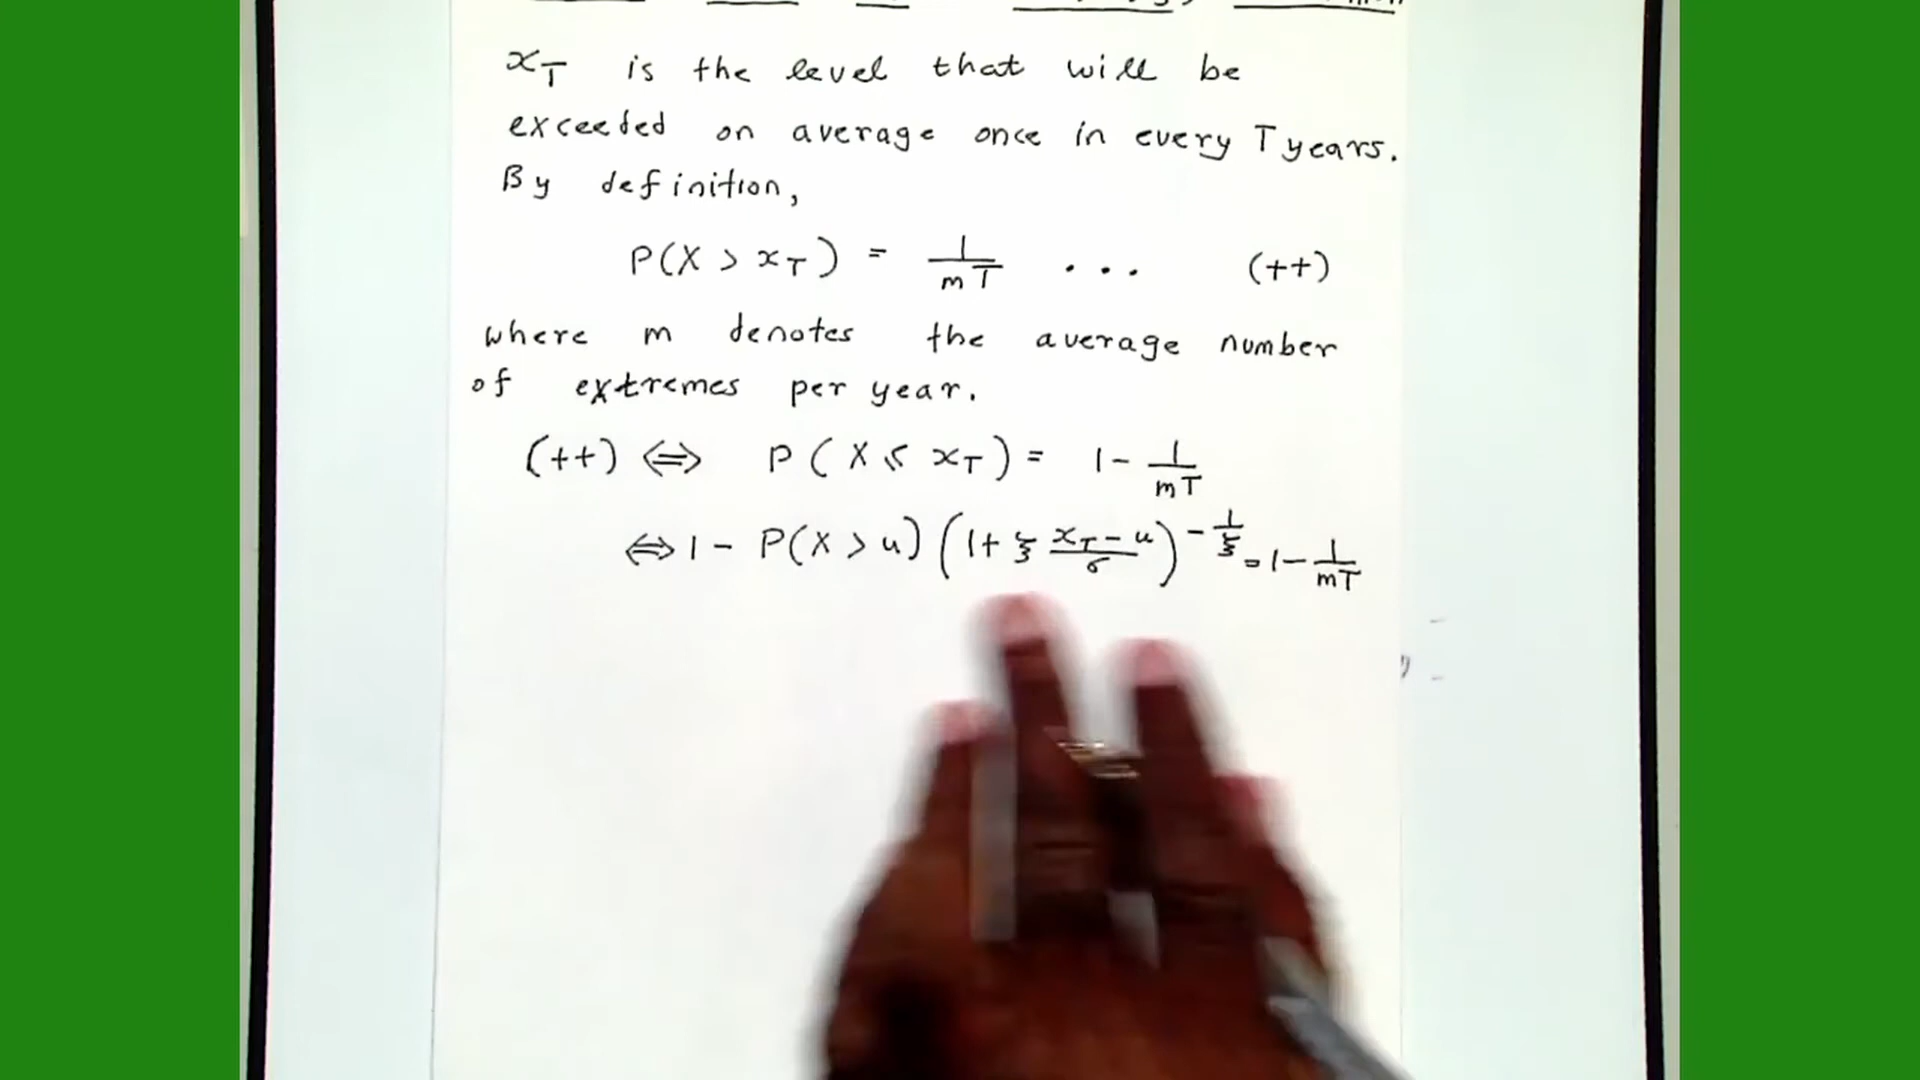 x_T is the level that will be
exceeded on average once in every T years.
By definition,
P(X > x_T) = 1/mT ... (++)
where m denotes the average number
of extremes per year.
(++) ⇔ P(X ≤ x_T) = 1 - 1/mT
⇔ 1 - P(X > u) (1 + ξ (x_T - u)/σ)^(-1/ξ) = 1 - 1/mT